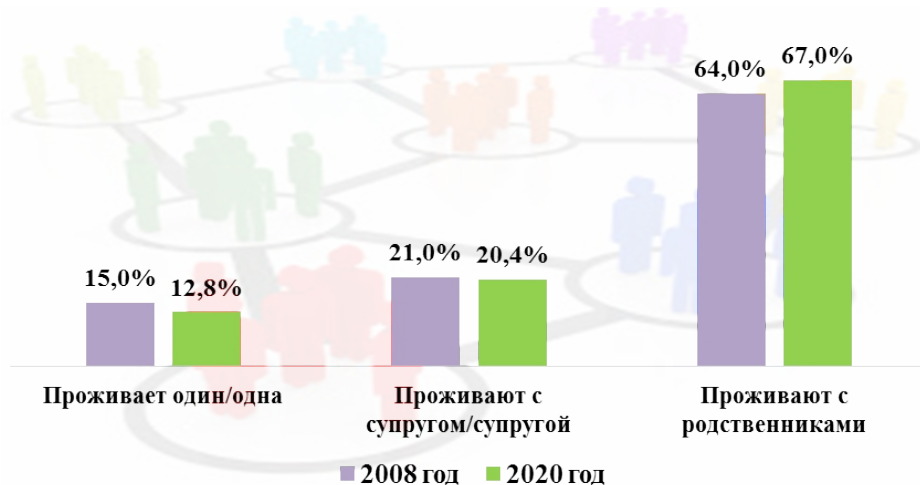 64,0%
67,0%
21,0%
20,4%
15,0%
12,8%
Проживает один/одна
Проживают с
супругом/супругой
Проживают с
родственниками
2008 год
2020 год